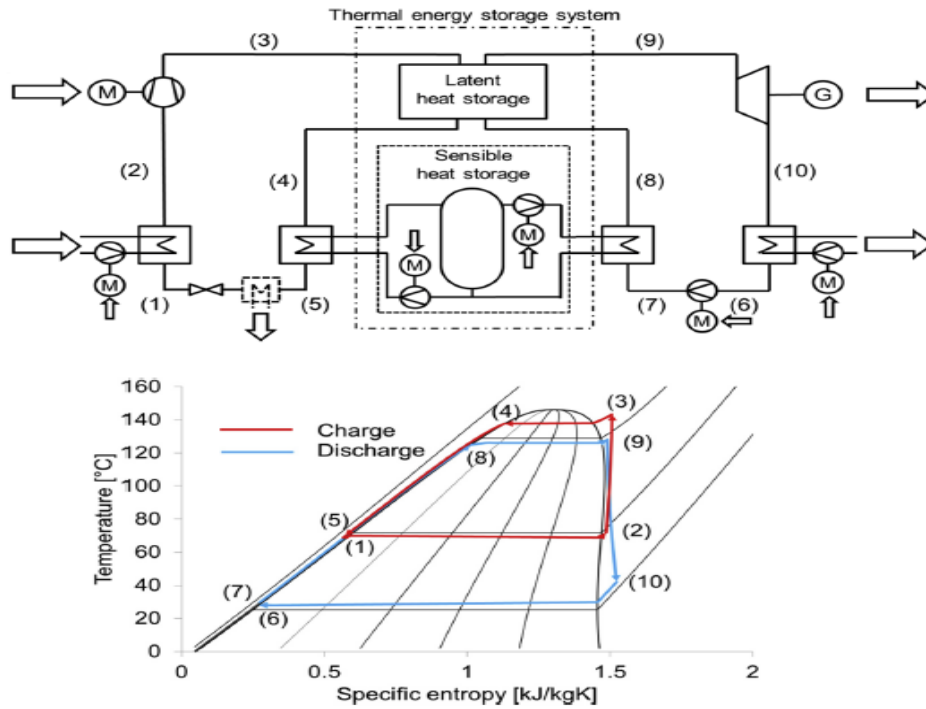 Thermal energy storage system
(3)
(9)
Latent
heat storage
M
G
Sensible
heat storage
(2)
(4)
(8)
(10)
M
M
M
M
M
(1)
(5)
(7)
(6)
M
160
140
120
100
80
60
40
20
0
Temperature [°C]
Charge
Discharge
(4)
(3)
(8)
(9)
(5)
(1)
(2)
(7)
(6)
(10)
0
0.5
1
1.5
2
Specific entropy [kJ/kgK]